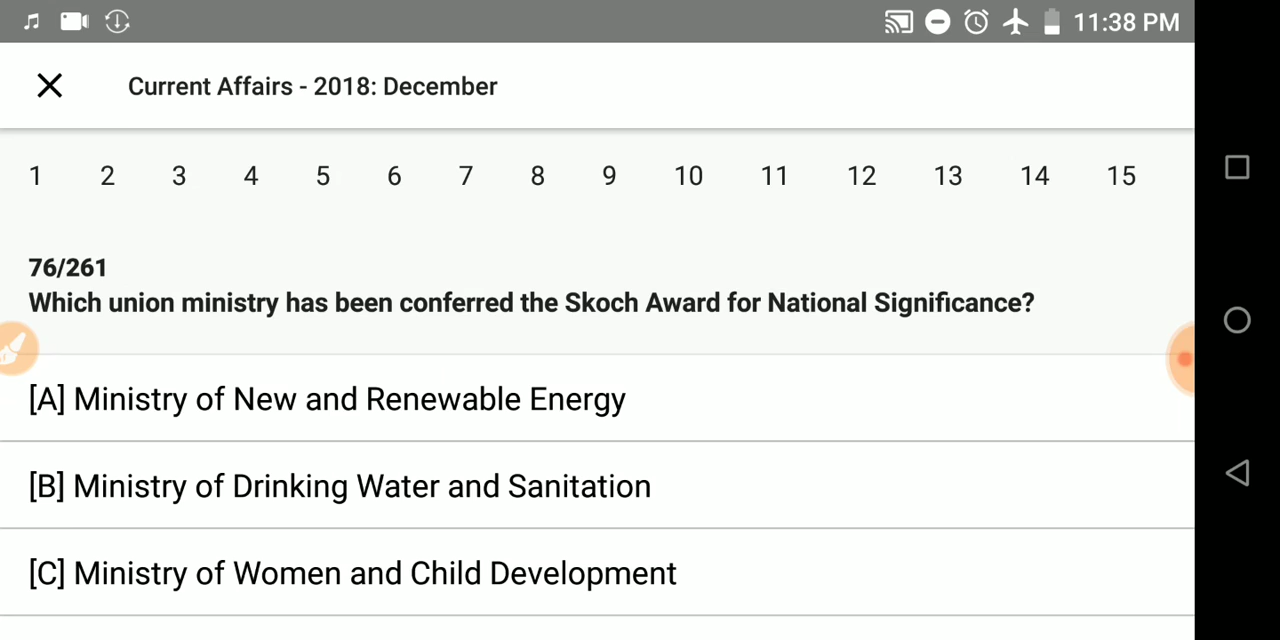 11:38 PM
Current Affairs - 2018: December
1 2 3 4 5 6 7 8 9 10 11 12 13 14 15
76/261
Which union ministry has been conferred the Skoch Award for National Significance?
[A] Ministry of New and Renewable Energy
[B] Ministry of Drinking Water and Sanitation
[C] Ministry of Women and Child Development